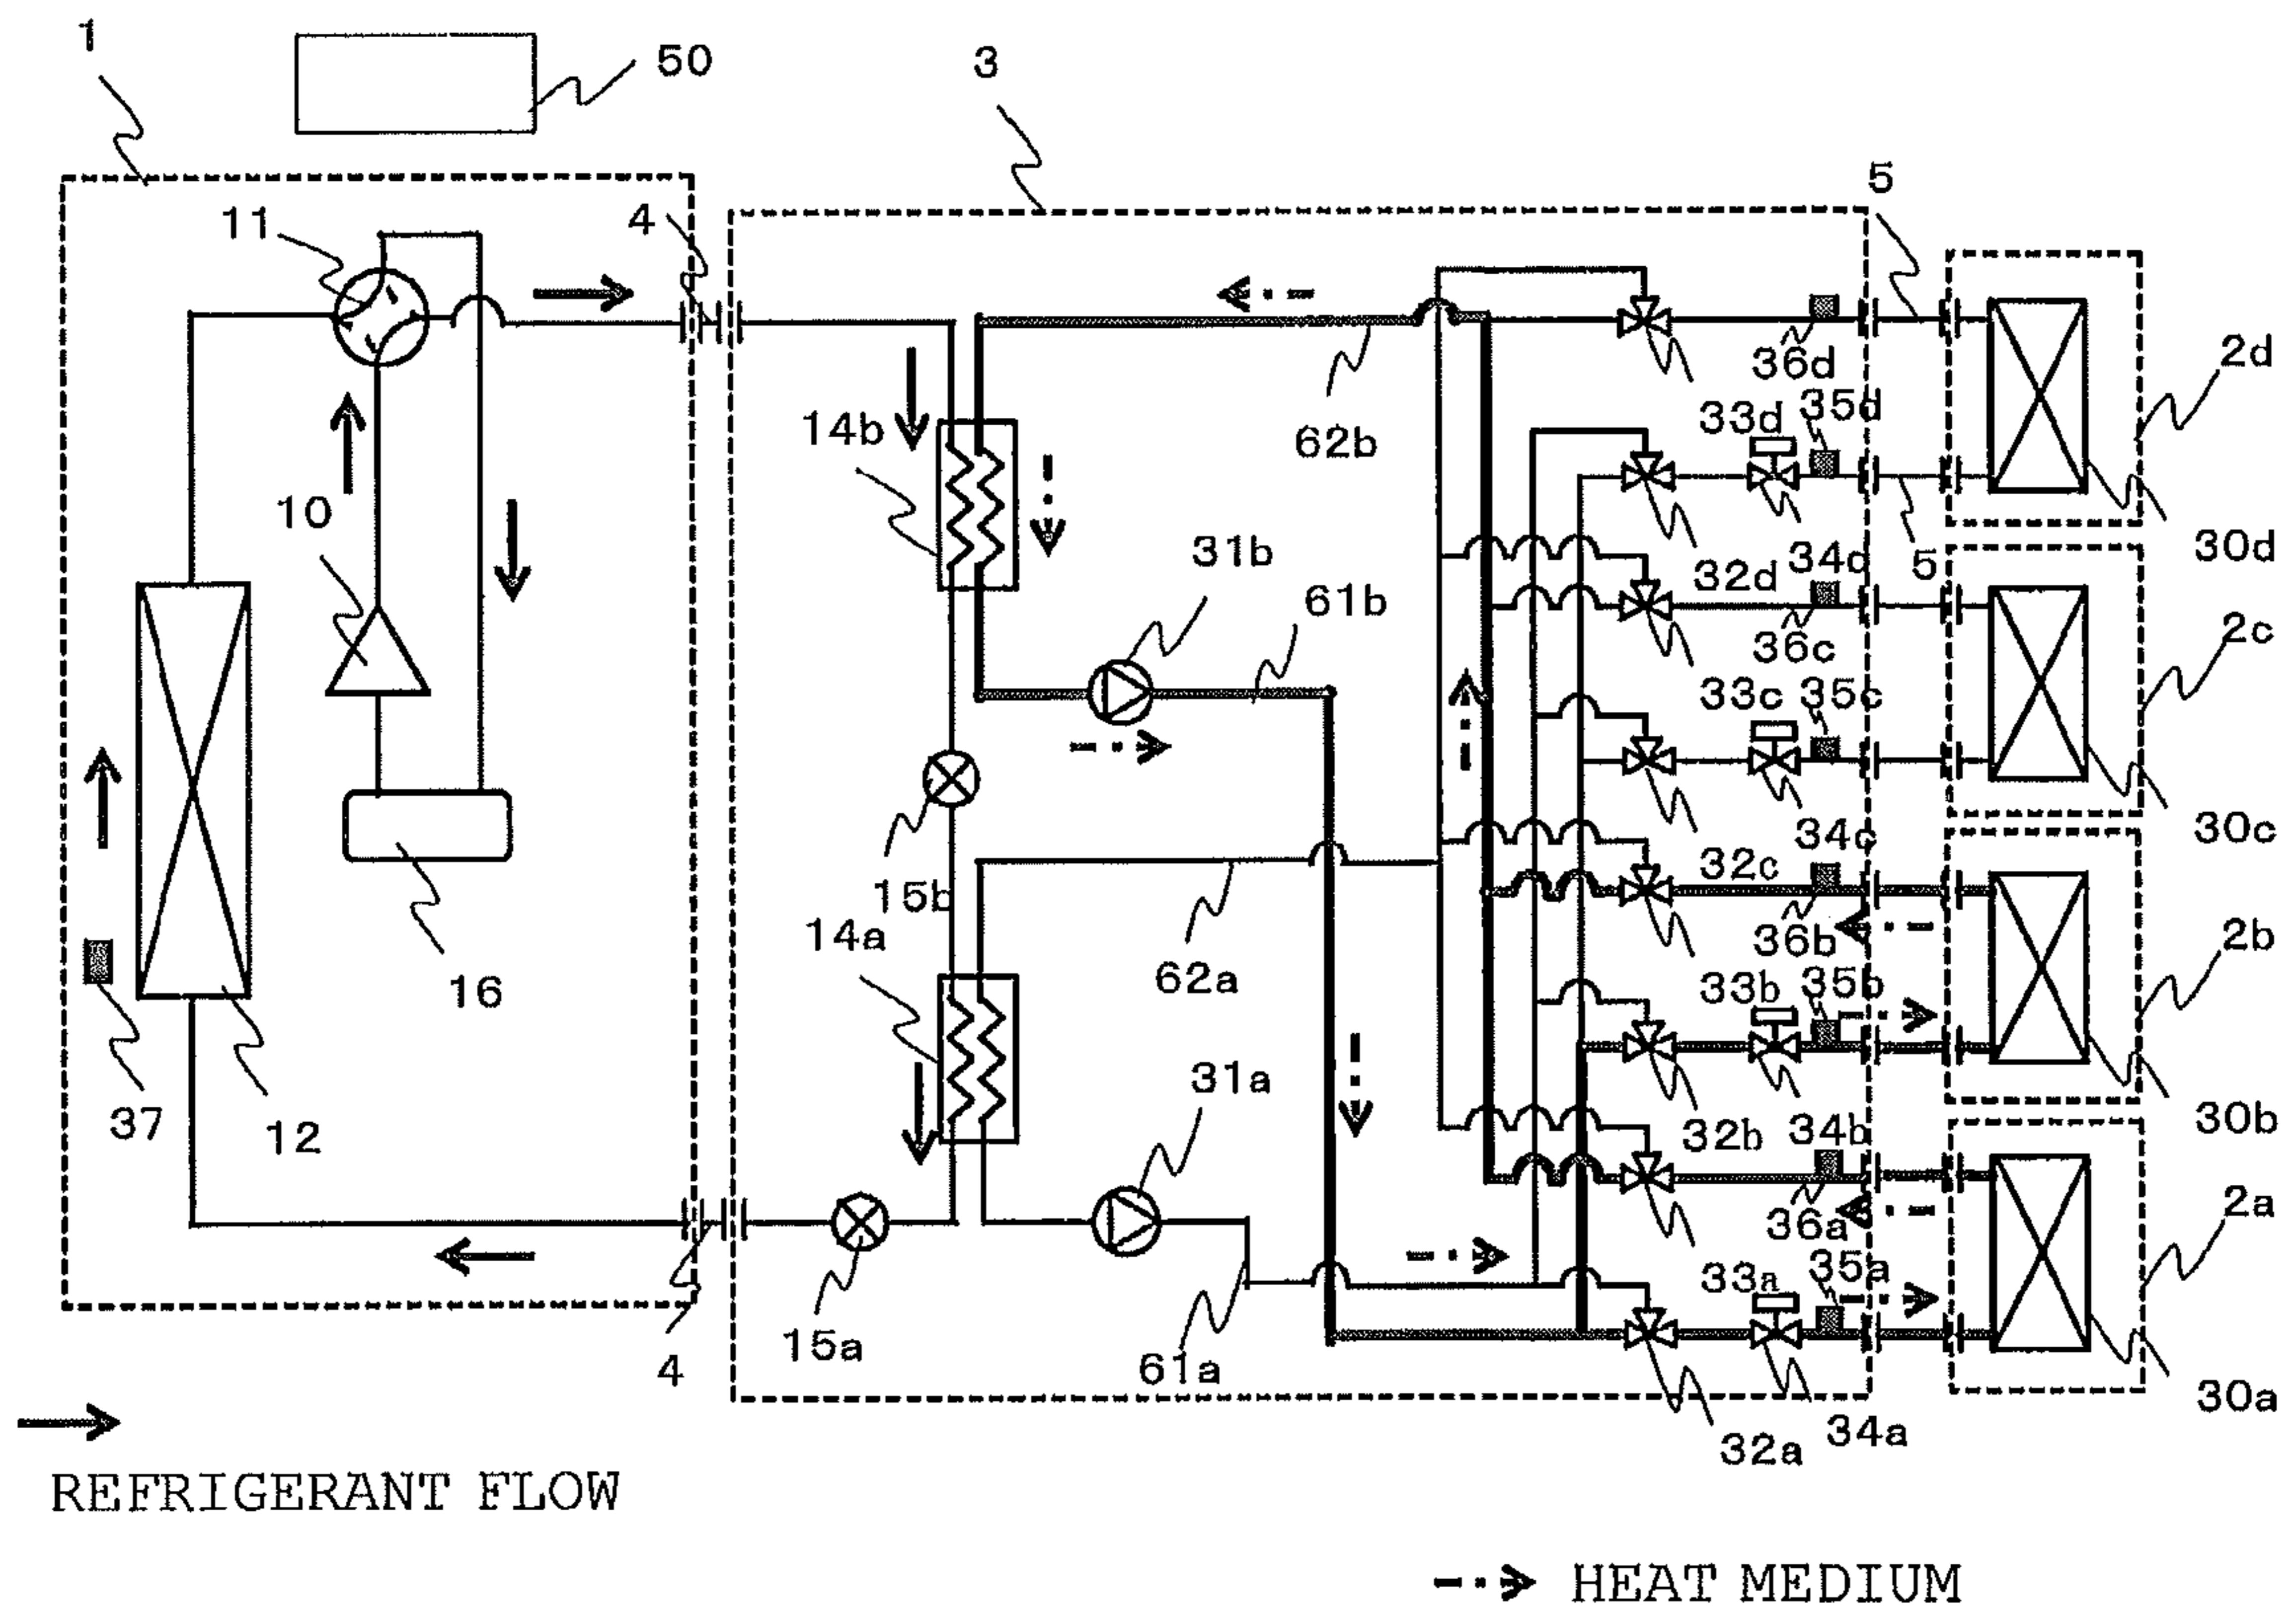 1
50
3
5
11
4
36d
2d
14b
62b
33d 35d
10
31b
34d
5
30d
32d
61b
36c
2c
33c 35c
34c
30c
15b
32c
14a
36b
2b
62a
16
33b 35b
31a
37
12
32b 34b
30b
36a
2a
33a 35a
15a
61a
4
30a
34a
32a
REFRIGERANT FLOW
HEAT MEDIUM